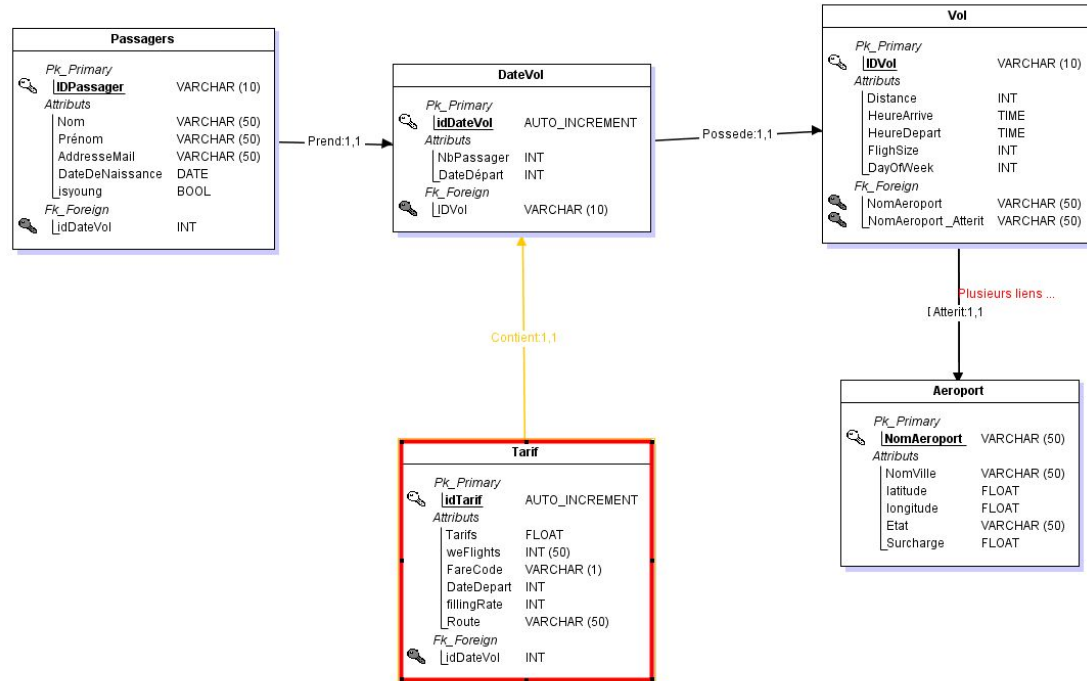 Passagers
Pk_Primary
IDPassager VARCHAR (10)
Attributs
Nom VARCHAR (50)
Prénom VARCHAR (50)
AddresseMail VARCHAR (50)
DateDeNaissance DATE
isyoung BOOL
Fk_Foreign
idDateVol INT
Prend:1,1
DateVol
Pk_Primary
idDateVol AUTO_INCREMENT
Attributs
NbPassager INT
DateDépart INT
Fk_Foreign
IDVol VARCHAR (10)
Possede:1,1
Vol
Pk_Primary
IDVol VARCHAR (10)
Attributs
Distance INT
HeureArrive TIME
HeureDepart TIME
FlighSize INT
DayOfWeek INT
Fk_Foreign
NomAeroport VARCHAR (50)
NomAeroport _Atterit VARCHAR (50)
Plusieurs liens ...
Atterit:1,1
Contient:1,1
Aeroport
Pk_Primary
NomAeroport VARCHAR (50)
Attributs
NomVille VARCHAR (50)
latitude FLOAT
longitude FLOAT
Etat VARCHAR (50)
Surcharge FLOAT
Tarif
Pk_Primary
idTarif AUTO_INCREMENT
Attributs
Tarifs FLOAT
weFlights INT (50)
FareCode VARCHAR (1)
DateDepart INT
fillingRate INT
Route VARCHAR (50)
Fk_Foreign
idDateVol INT